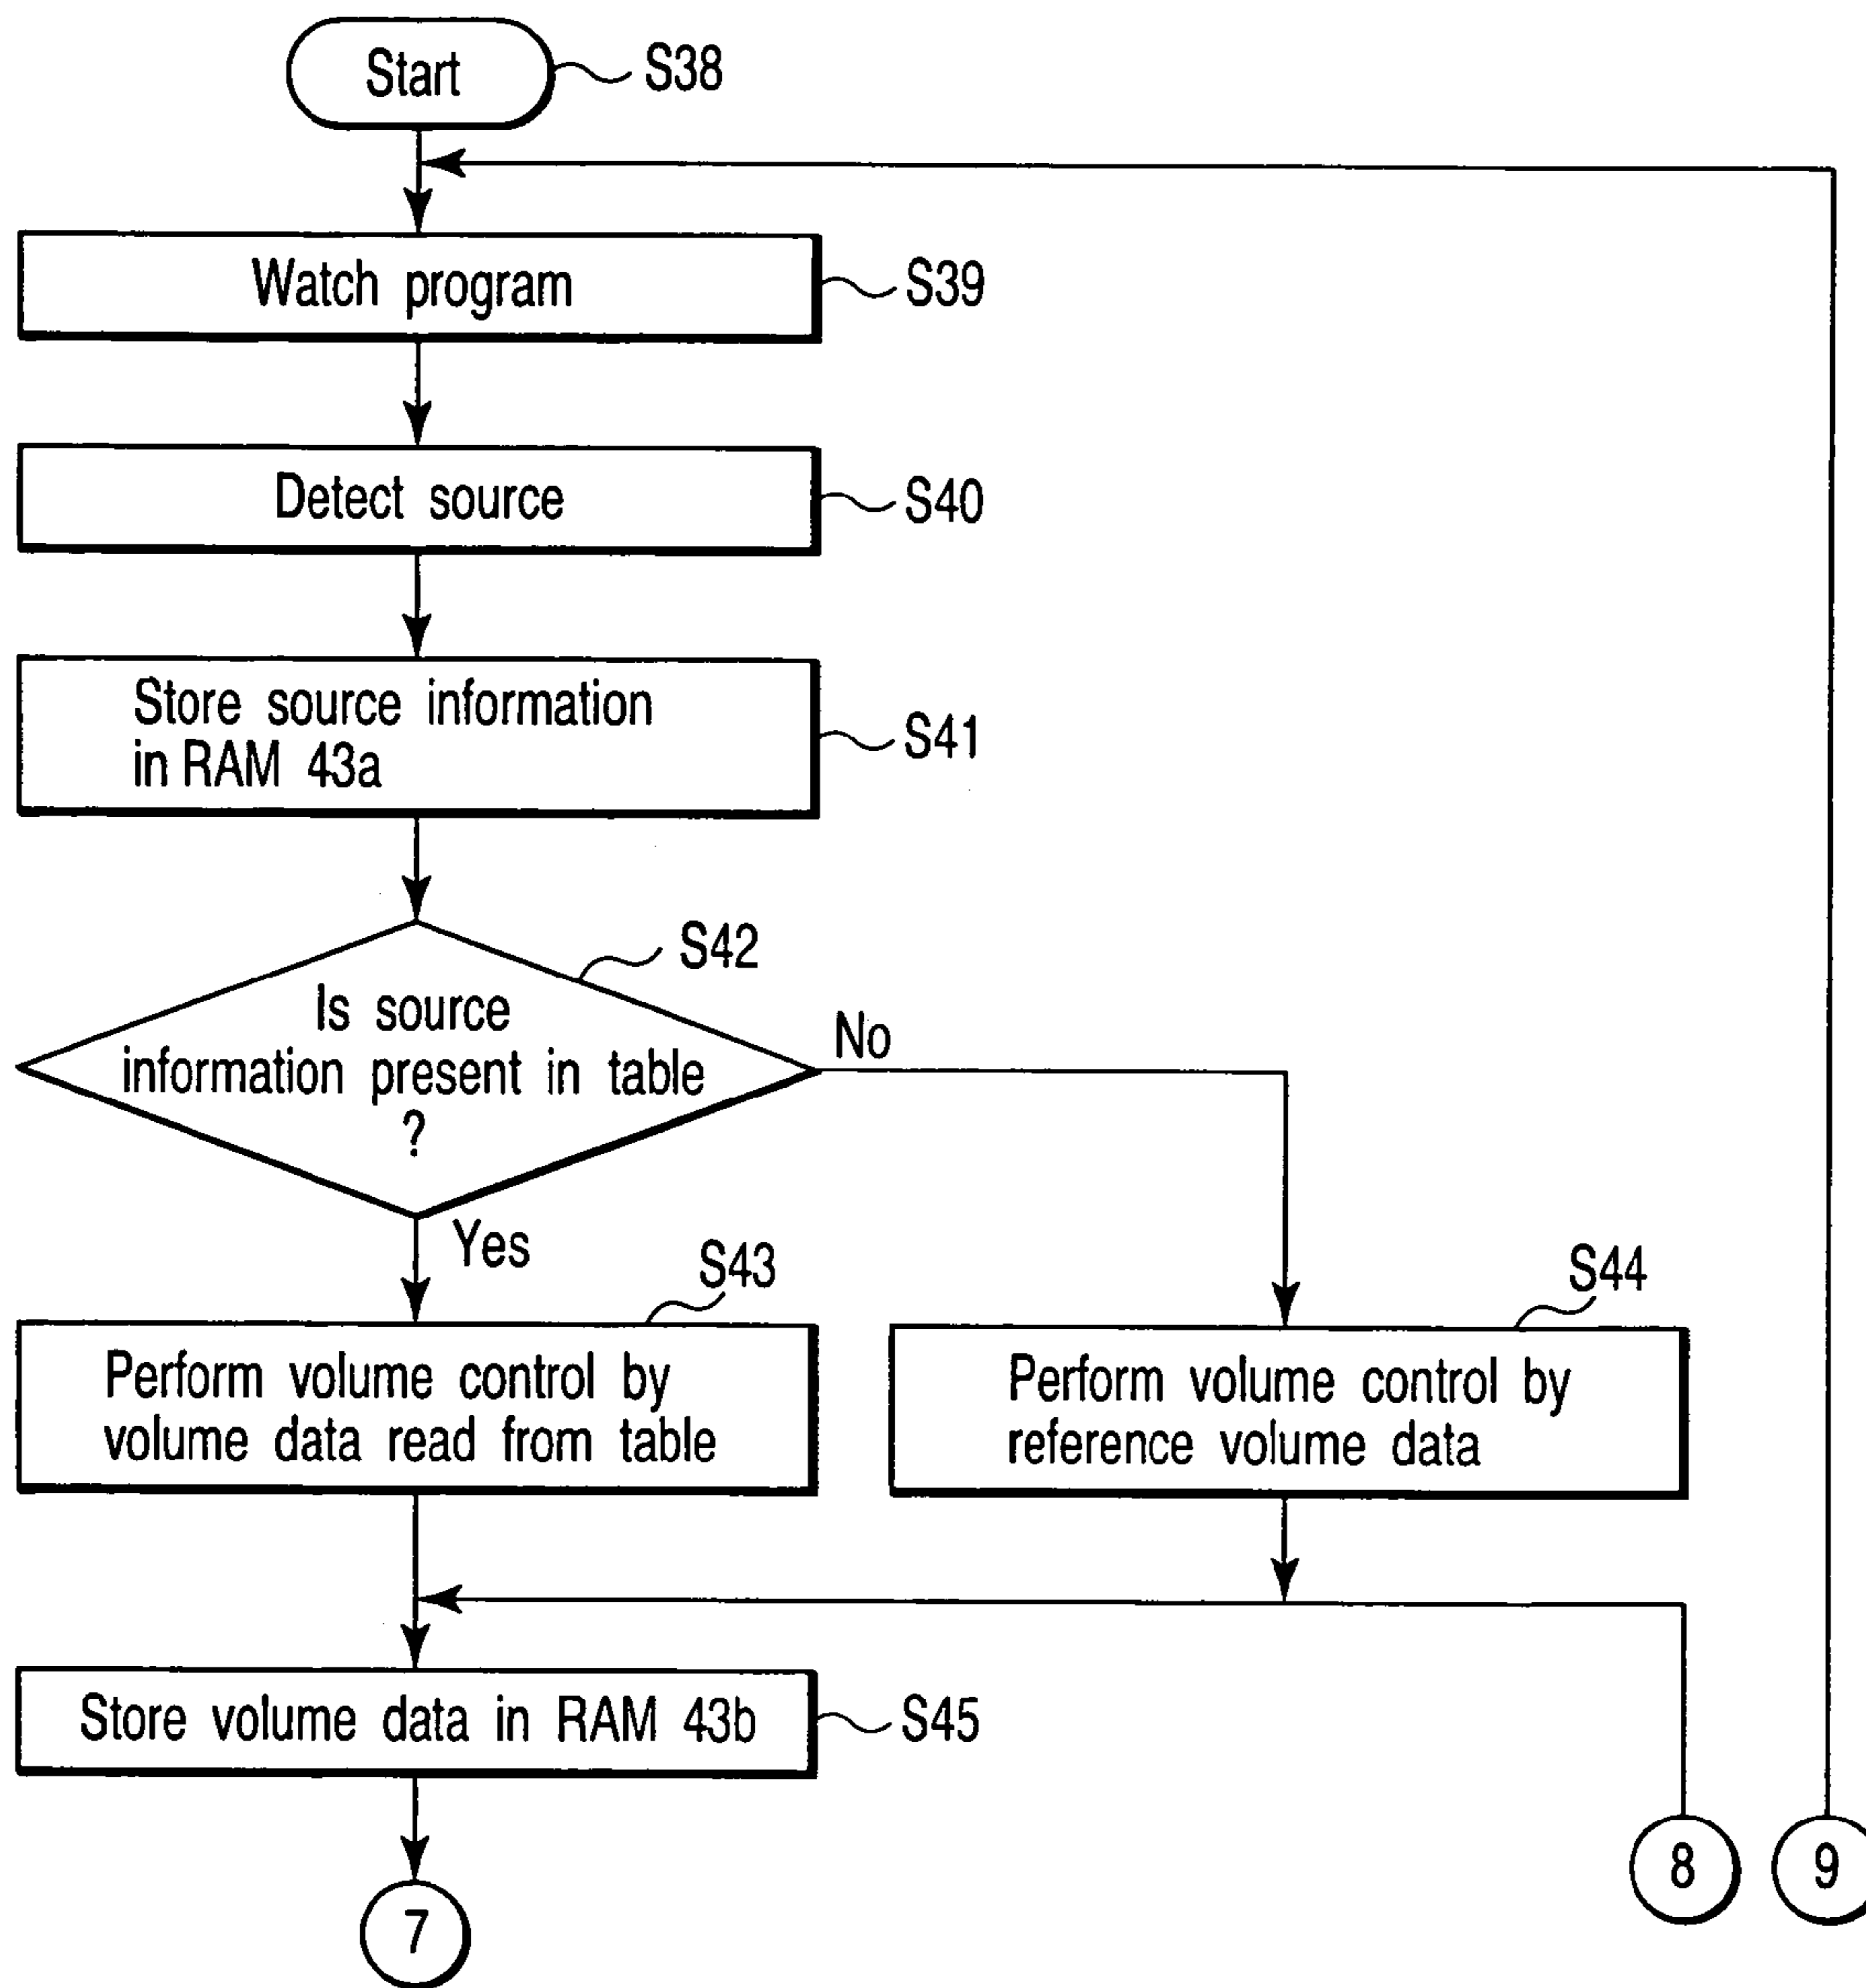 Start
S38
Watch program
S39
Detect source
S40
Store source information
in RAM 43a
S41
S42
Is source
information present in table
?
No
Yes
S43
Perform volume control by
volume data read from table
S44
Perform volume control by
reference volume data
Store volume data in RAM 43b
S45
8
9
7